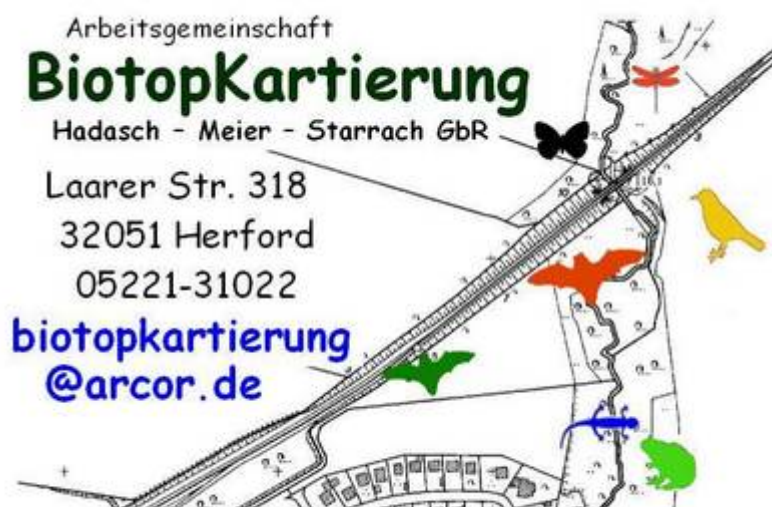 Arbeitsgemeinschaft
BiotopKartierung
Hadasch - Meier - Starrach GbR
Laarer Str. 318
32051 Herford
05221-31022
biotopkartierung
@arcor.de